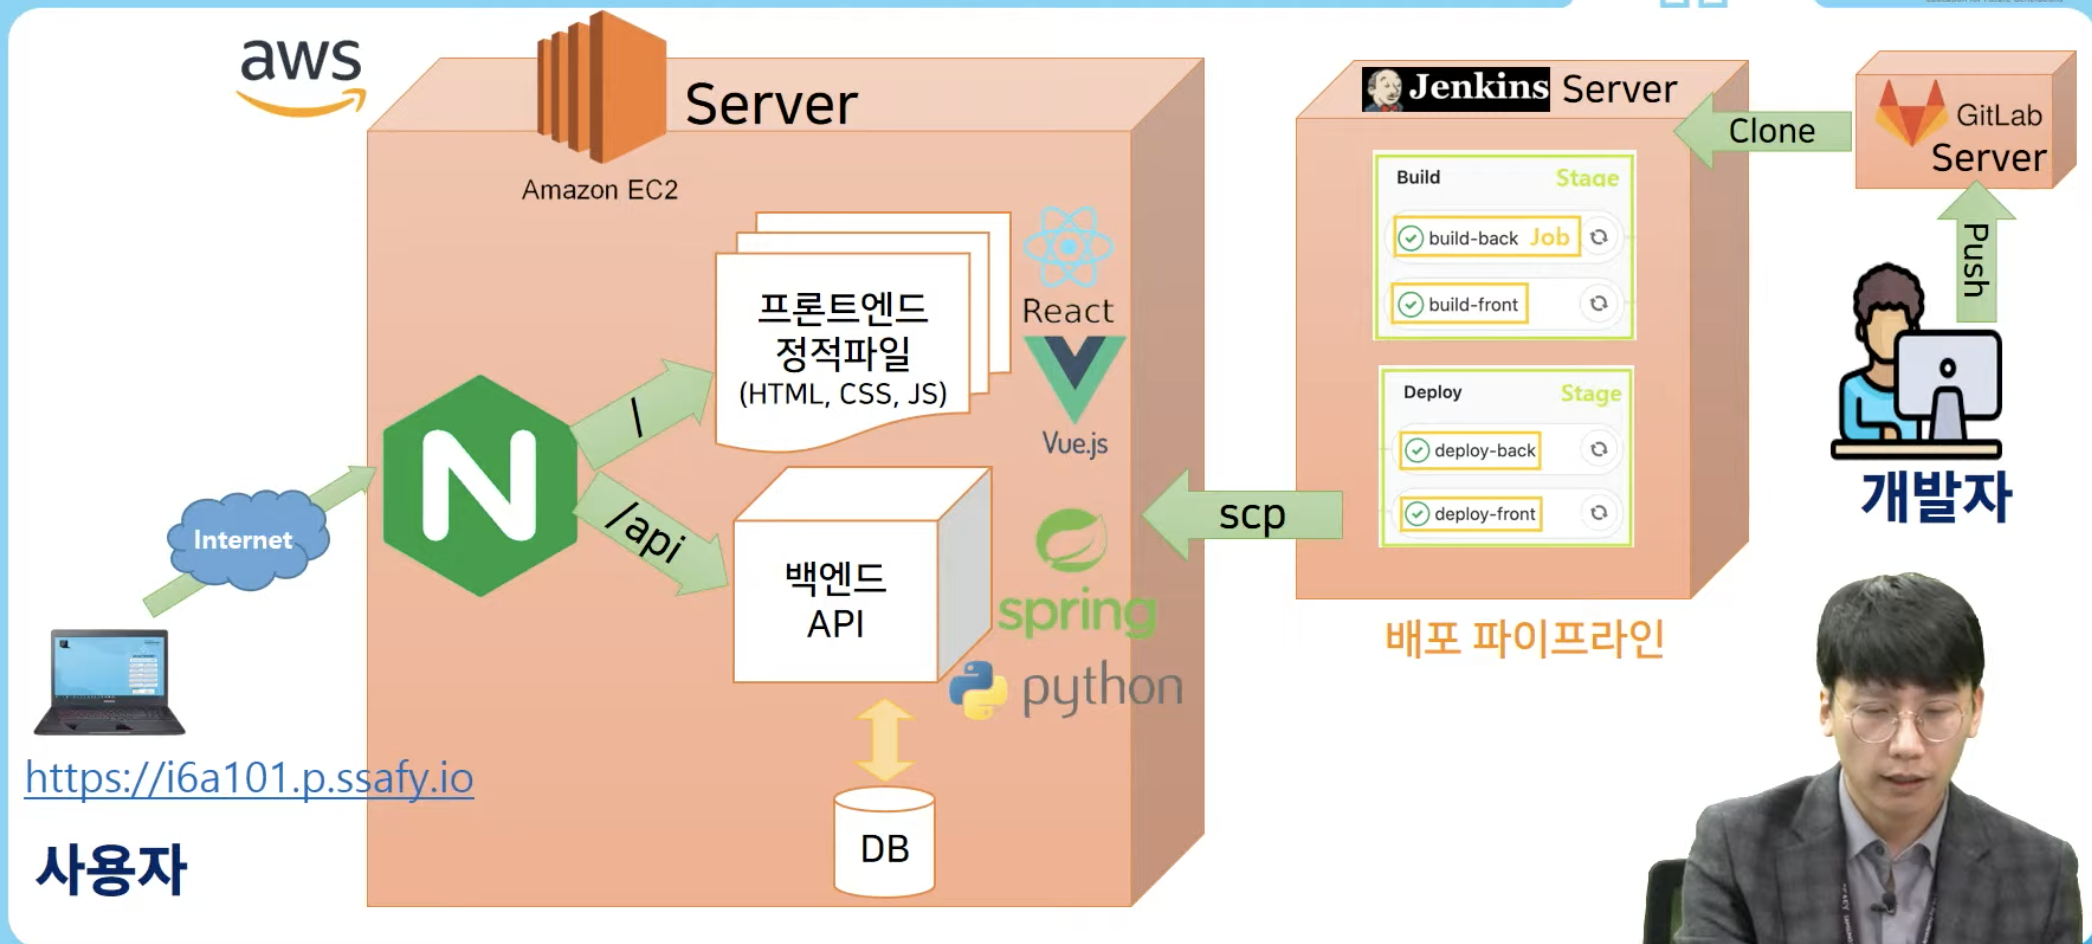 aws
Server
Amazon EC2
프론트엔드
정적파일
(HTML, CSS, JS)
React
Vue.js
/
/api
백엔드
API
spring
python
DB
Internet
https://i6a101.p.ssafy.io
사용자
scp
Jenkins Server
Build
Stage
build-back
Job
build-front
Deploy
Stage
deploy-back
deploy-front
배포 파이프라인
Clone
GitLab
Server
Push
개발자